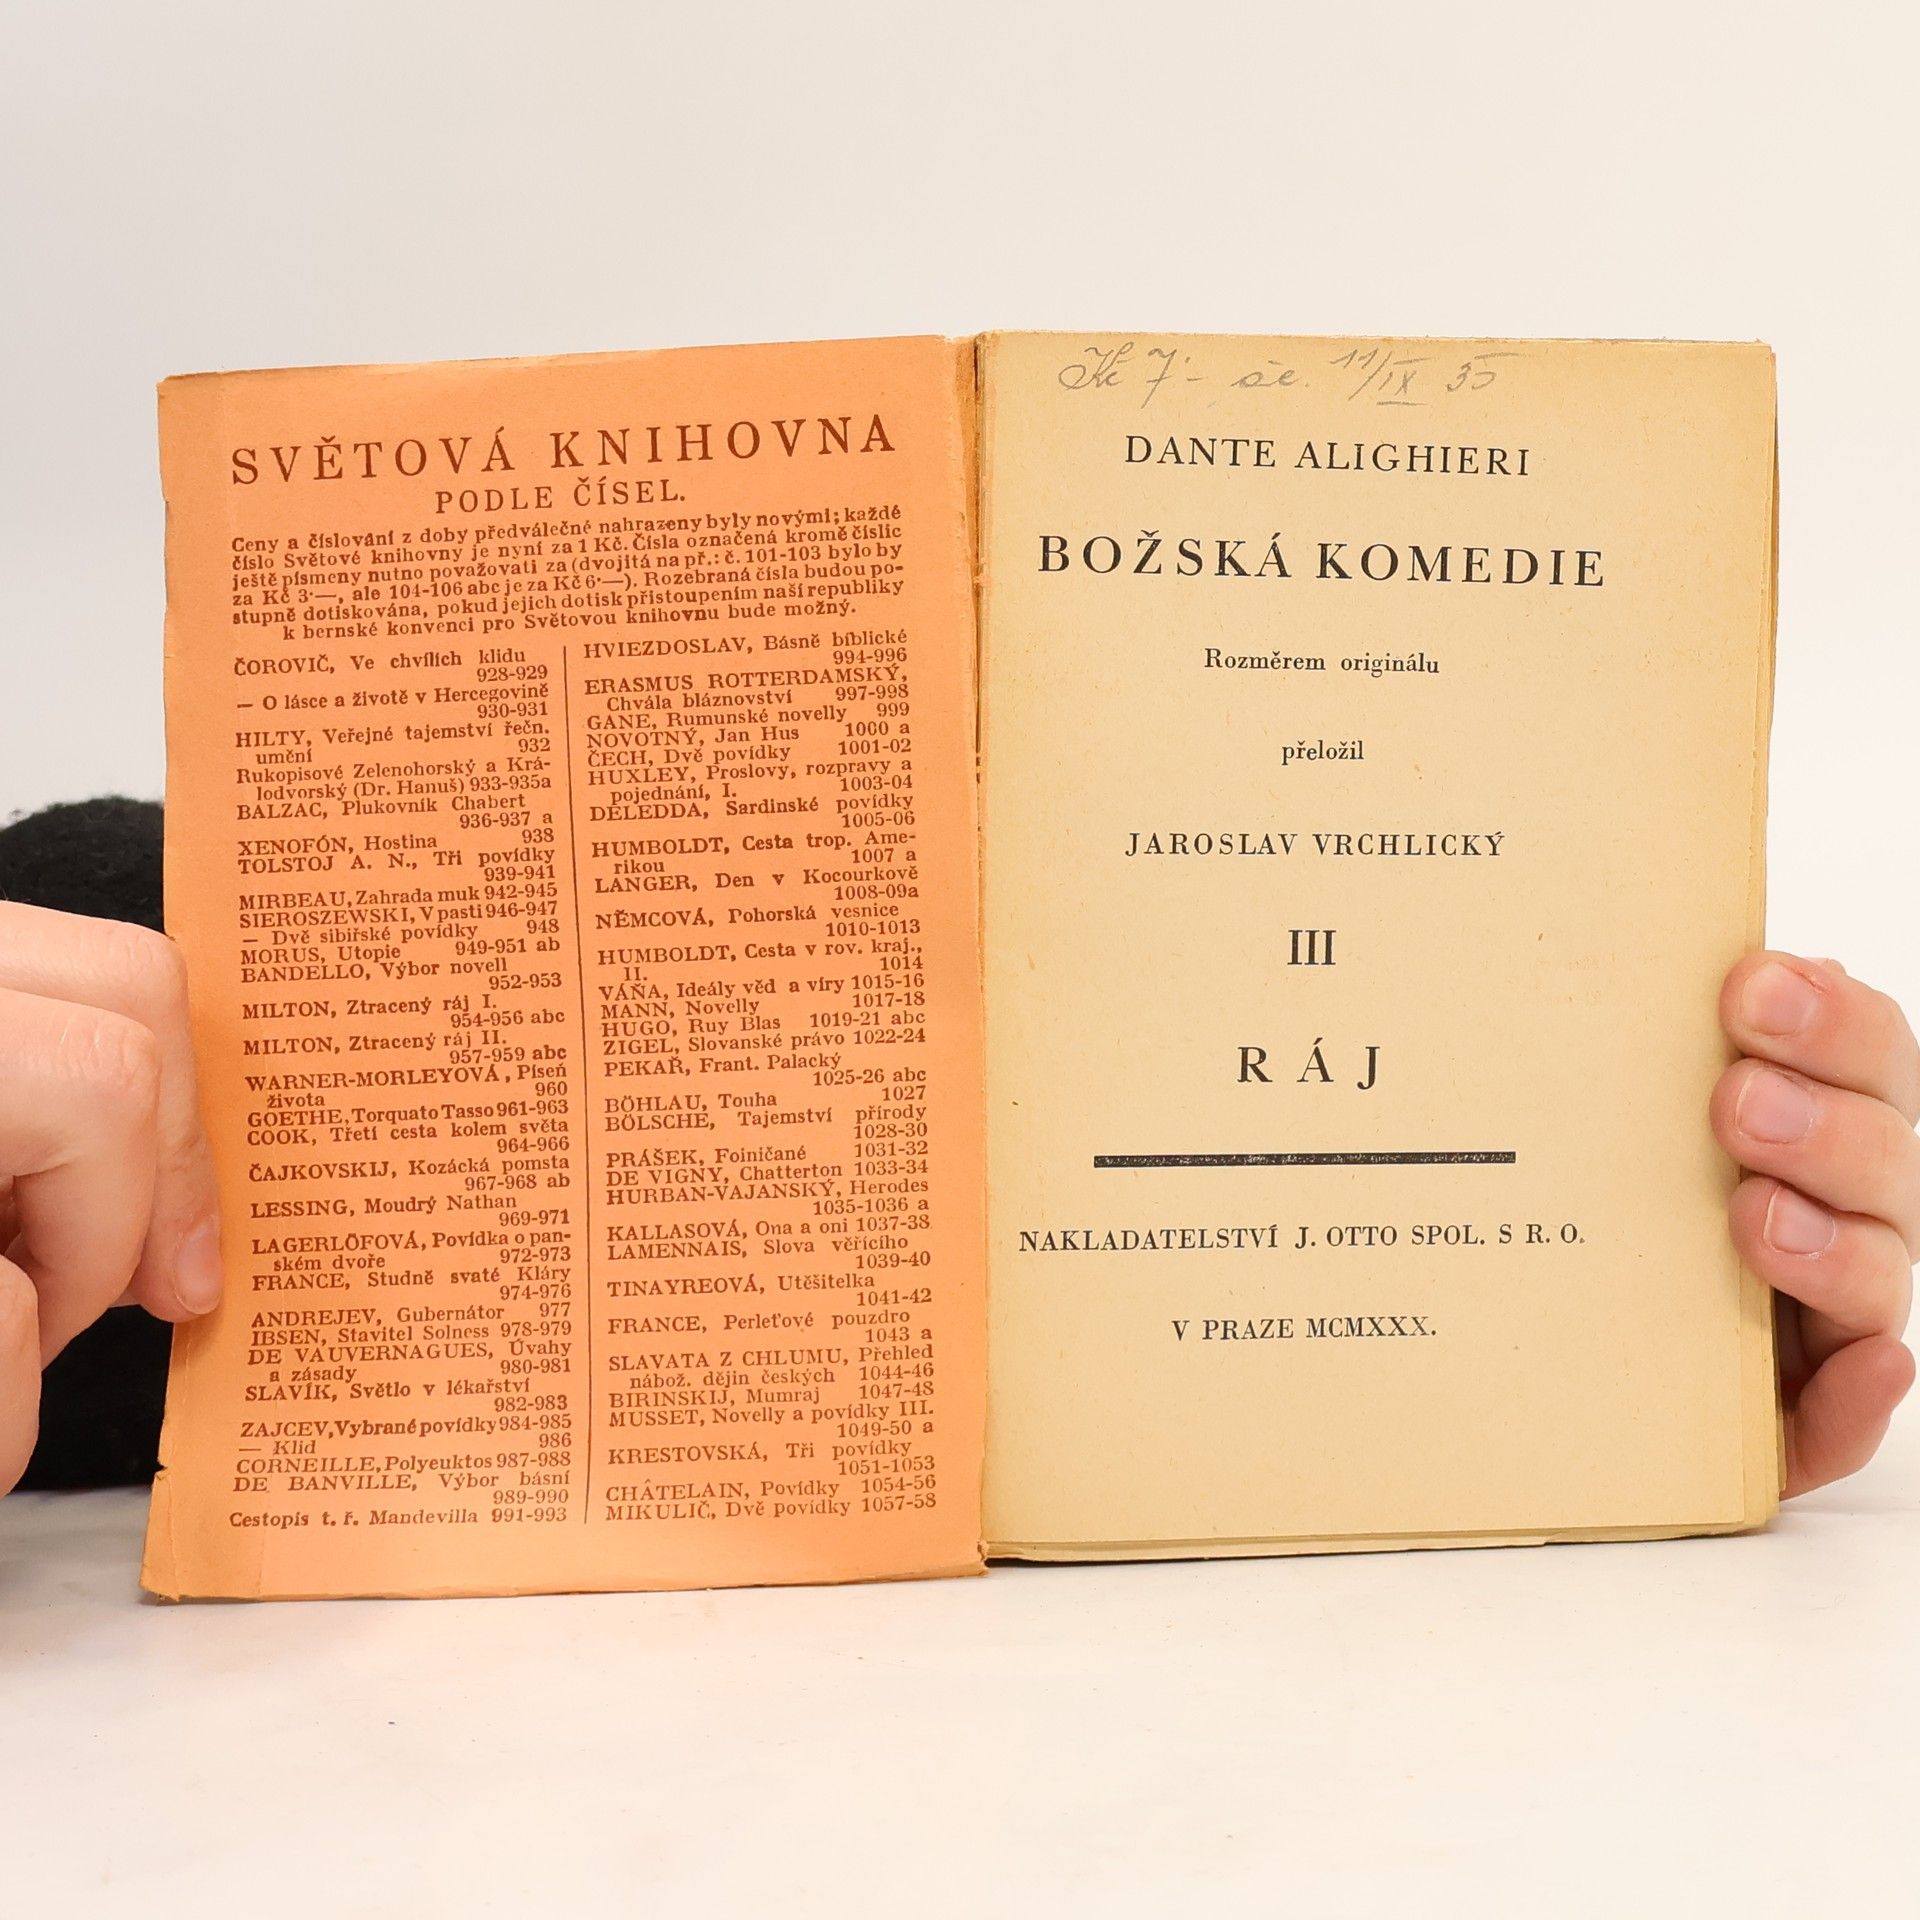 SVĚTOVÁ KNIHOVNA
PODLE ČÍSEL.
Ceny a číslování z doby předválečné nahrazeny byly novými; každé
číslo Světové knihovny je nyní za 1 Kč. Čísla označená kromě číslic
ještě písmeny nutno považovati za (dvojitá na př.: č. 101-103 bylo by
za Kč 3·—, ale 104-106 abc je za Kč 6·—). Rozebraná čísla budou po-
stupně dotiskována, pokud jejich dotisk přistoupením naší republiky
k bernské konvenci pro Světovou knihovnu bude možný.
ČOROVIČ, Ve chvílích klidu
928-929
— O lásce a životě v Hercegovině
930-931
HILTY, Veřejné tajemství řečn.
umění 932
Rukopisové Zelenohorský a Krá-
lodvorský (Dr. Hanuš) 933-935a
BALZAC, Plukovník Chabert
936-937 a
XENOFÓN, Hostina 938
TOLSTOJ A. N., Tři povídky
939-941
MIRBEAU, Zahrada muk 942-945
SIEROSZEWSKI, V pasti 946-947
— Dvě sibiřské povídky 948
MORUS, Utopie 949-951 ab
BANDELLO, Výbor novell
952-953
MILTON, Ztracený ráj I.
954-956 abc
MILTON, Ztracený ráj II.
957-959 abc
WARNER-MORLEYOVÁ, Píseň
života 960
GOETHE, Torquato Tasso 961-963
COOK, Třetí cesta kolem světa
964-966
ČAJKOVSKIJ, Kozácká pomsta
967-968 ab
LESSING, Moudrý Nathan
969-971
LAGERLÖFOVÁ, Povídka o pan-
ském dvoře 972-973
FRANCE, Studně svaté Kláry
974-976
ANDREJEV, Gubernátor 977
IBSEN, Stavitel Solness 978-979
DE VAUVERNAGUES, Úvahy
a zásady 980-981
SLAVÍK, Světlo v lékařství
982-983
ZAJCEV, Vybrané povídky 984-985
— Klid 986
CORNEILLE, Polyeuktos 987-988
DE BANVILLE, Výbor básní
989-990
Cestopis t. ř. Mandevilla 991-993
HVIEZDOSLAV, Básně bíblické
994-996
ERASMUS ROTTERDAMSKÝ,
Chvála bláznovství 997-998
GANE, Rumunské novelly 999
NOVOTNÝ, Jan Hus 1000 a
ČECH, Dvě povídky 1001-02
HUXLEY, Proslovy, rozpravy a
pojednání, I. 1003-04
DELEDDA, Sardinské povídky
1005-06
HUMBOLDT, Cesta trop. Ame-
rikou 1007 a
LANGER, Den v Kocourkově
1008-09a
NĚMCOVÁ, Pohorská vesnice
1010-1013
HUMBOLDT, Cesta v rov. kraj.,
II. 1014
VÁŇA, Ideály věd a víry 1015-16
MANN, Novelly 1017-18
HUGO, Ruy Blas 1019-21 abc
ZIGEL, Slovanské právo 1022-24
PEKAŘ, Frant. Palacký
1025-26 abc
BÖHLAU, Touha 1027
BÖLSCHE, Tajemství přírody
1028-30
PRÁŠEK, Foiničané 1031-32
DE VIGNY, Chatterton 1033-34
HURBAN-VAJANSKÝ, Herodes
1035-1036 a
KALLASOVÁ, Ona a oni 1037-38
LAMENNAIS, Slova věřícího
1039-40
TINAYREOVÁ, Utěšitelka
1041-42
FRANCE, Perleťové pouzdro
1043 a
SLAVATA Z CHLUMU, Přehled
nábož. dějin českých 1044-46
BIRINSKIJ, Mumraj 1047-48
MUSSET, Novelly a povídky III.
1049-50 a
KRESTOVSKÁ, Tři povídky
1051-1053
CHÂTELAIN, Povídky 1054-56
MIKULIČ, Dvě povídky 1057-58
Kč 7·- 11/IX 35
DANTE ALIGHIERI
BOŽSKÁ KOMEDIE
Rozměrem originálu
přeložil
JAROSLAV VRCHLICKÝ
III
RÁJ
NAKLADATELSTVÍ J. OTTO SPOL. S R. O.
V PRAZE MCMXXX.